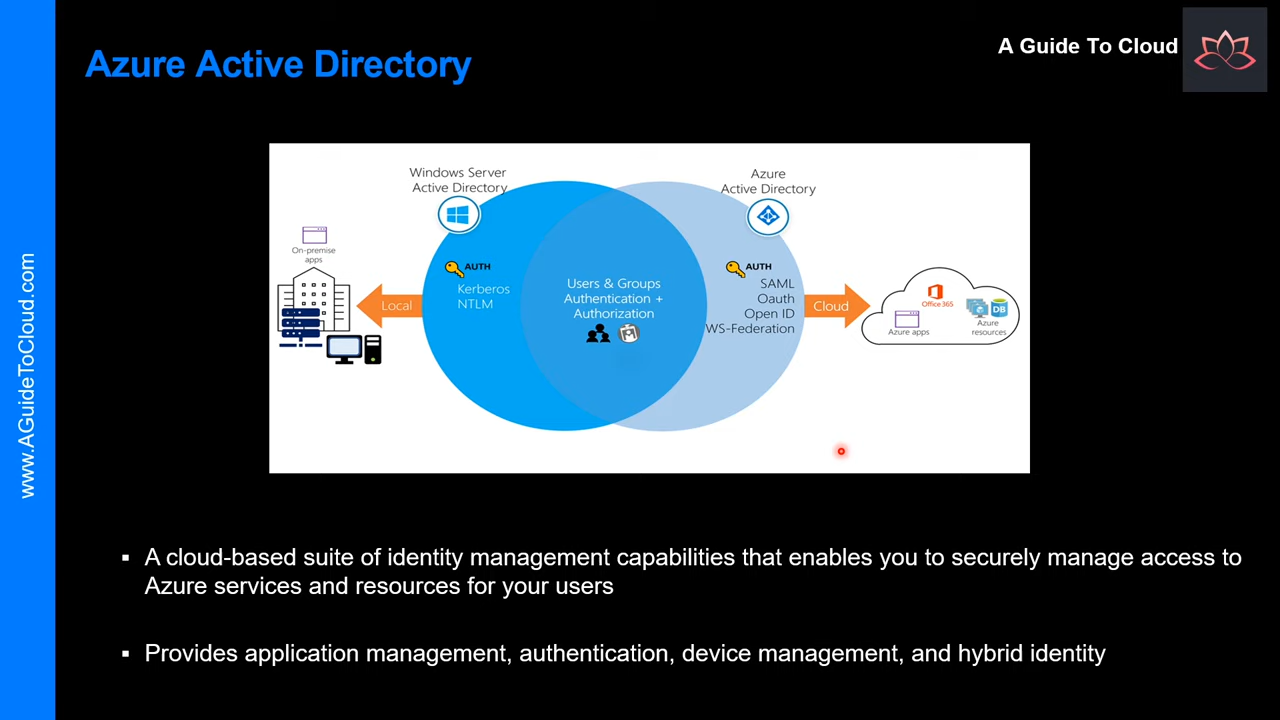 Azure Active Directory
A Guide To Cloud
www.AGuideToCloud.com
Windows Server
Active Directory
Azure
Active Directory
On-premise
apps
AUTH
Kerberos
NTLM
Local
Users & Groups
Authentication +
Authorization
AUTH
SAML
Oauth
Open ID
WS-Federation
Cloud
Office 365
Azure apps
DB
Azure
resources
▪ A cloud-based suite of identity management capabilities that enables you to securely manage access to
Azure services and resources for your users
▪ Provides application management, authentication, device management, and hybrid identity